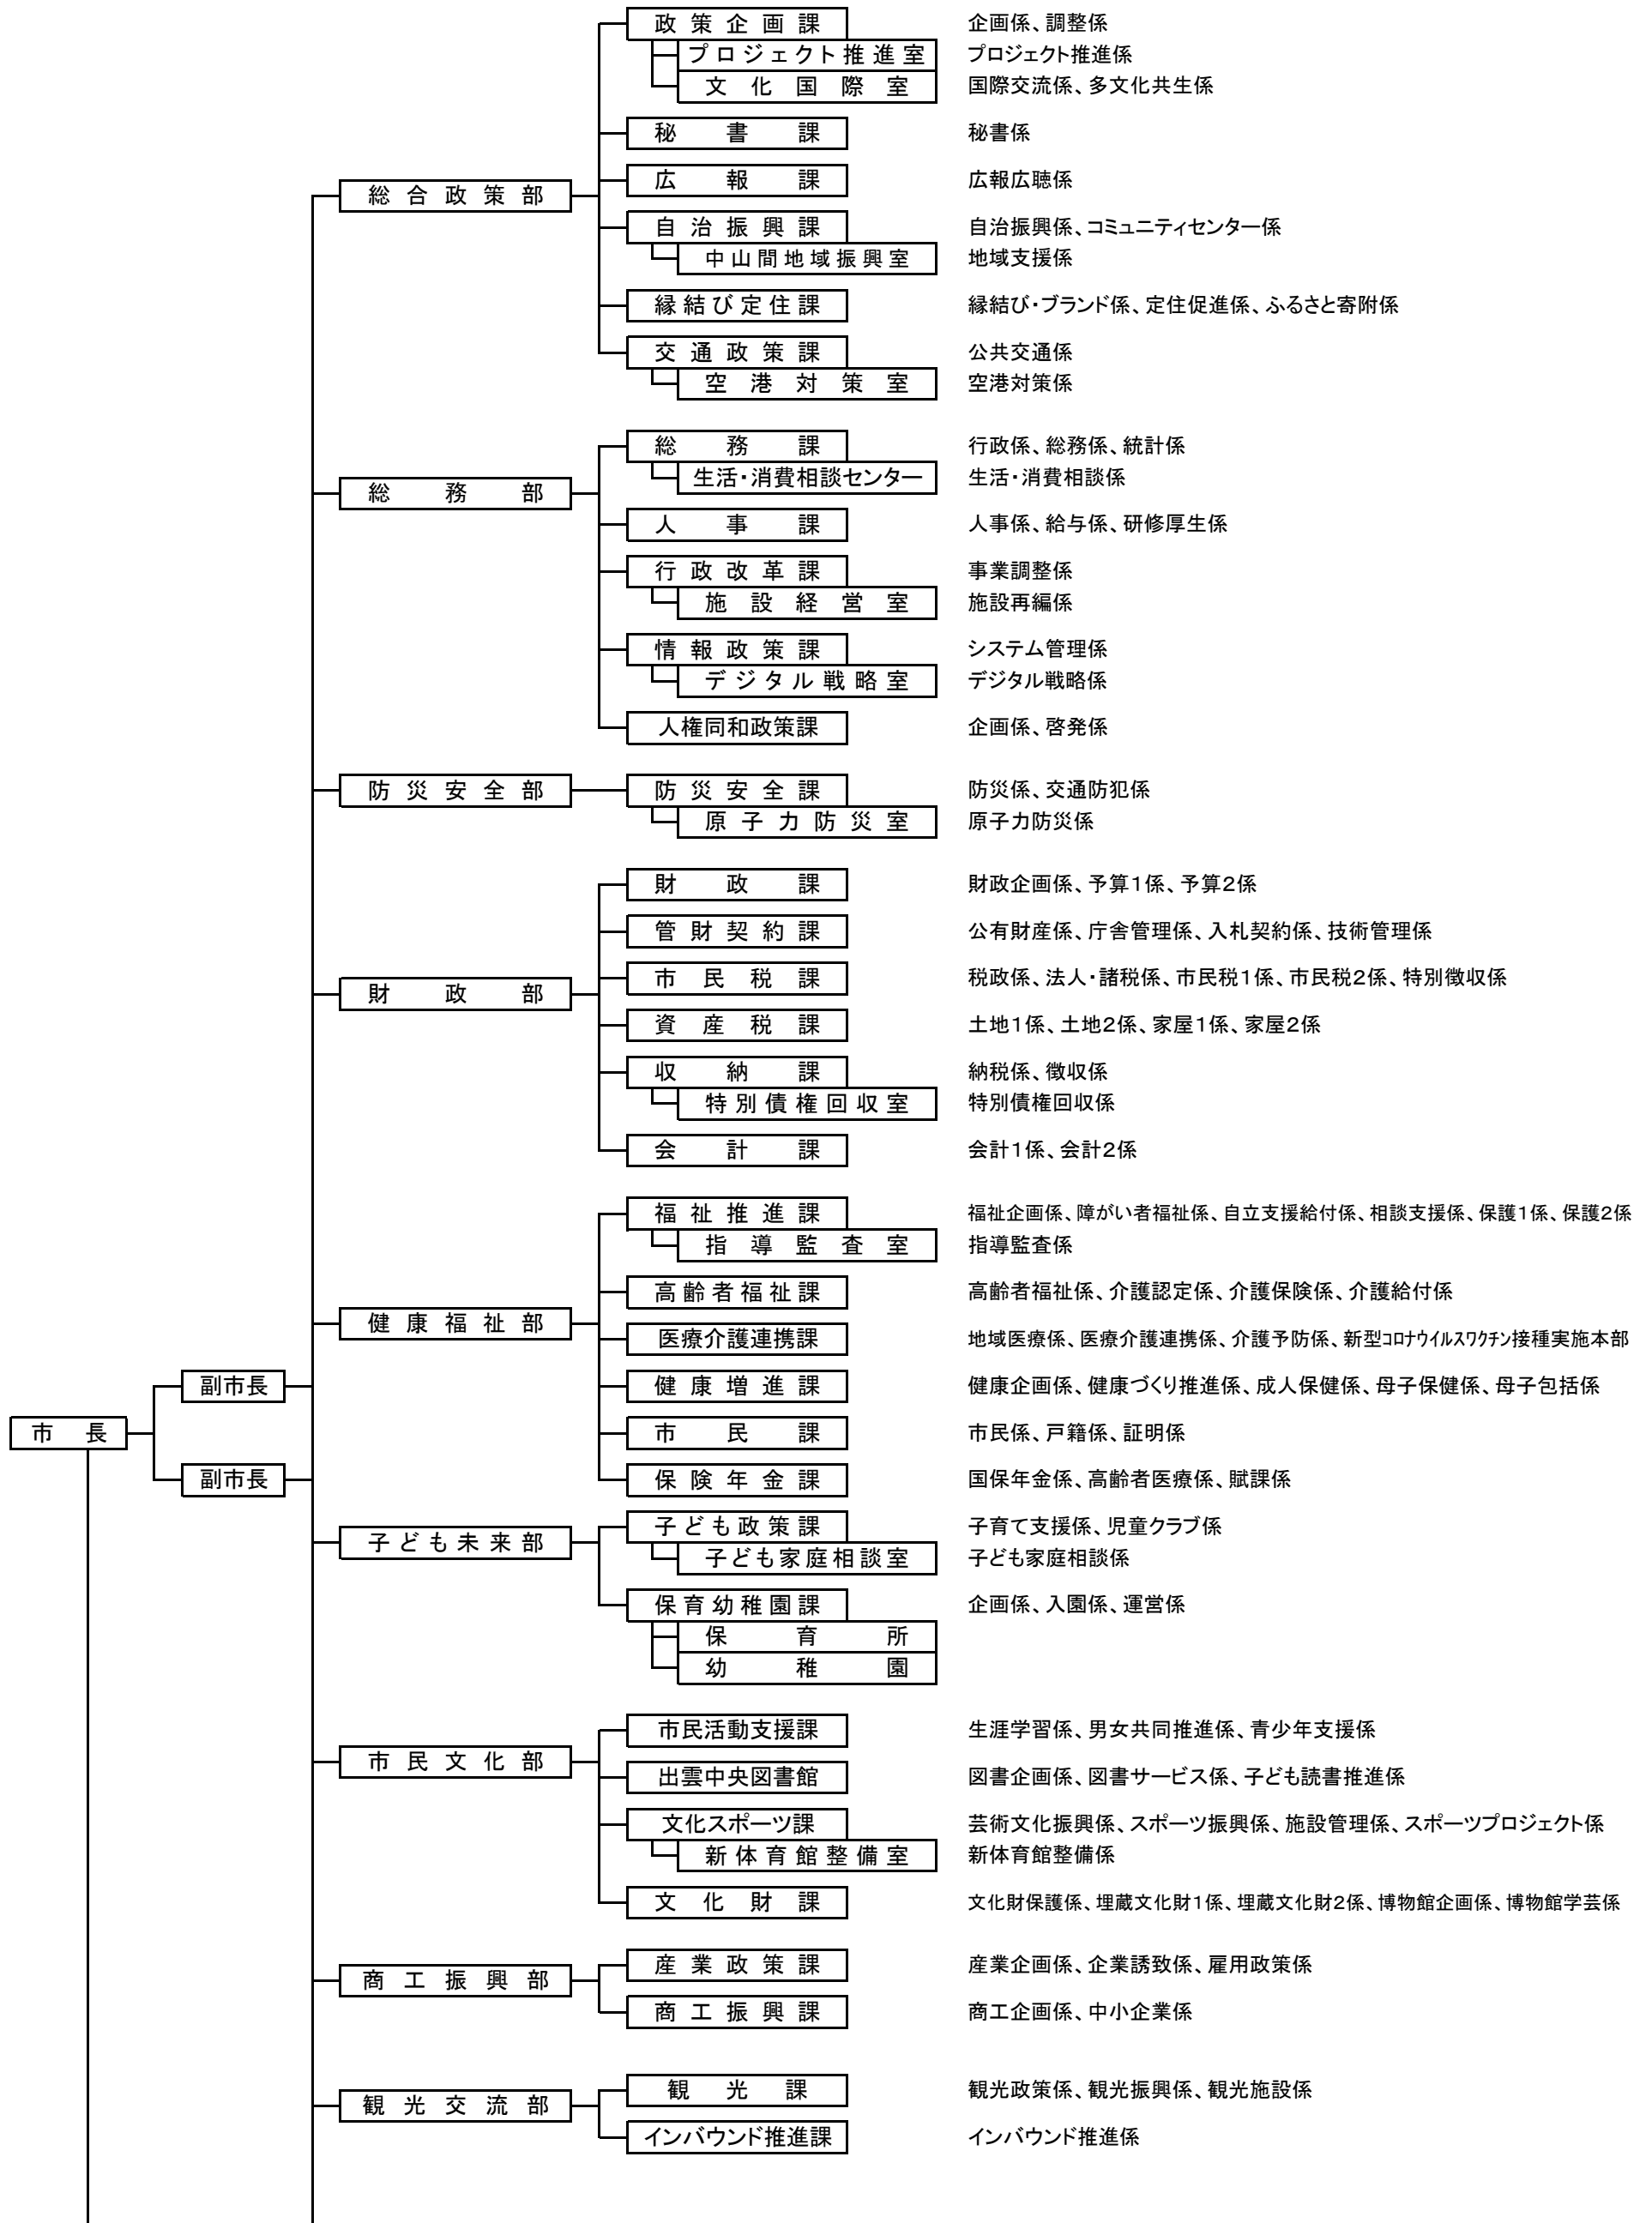 政策企画課 企画係、調整係
プロジェクト推進室 プロジェクト推進係
文化国際室 国際交流係、多文化共生係
秘書課 秘書係
広報課 広報広聴係
総合政策部
自治振興課 自治振興係、コミュニティセンター係
中山間地域振興室 地域支援係
縁結び定住課 縁結び・ブランド係、定住促進係、ふるさと寄附係
交通政策課 公共交通係
空港対策室 空港対策係
総務課 行政係、総務係、統計係
生活・消費相談センター 生活・消費相談係
総務部
人事課 人事係、給与係、研修厚生係
行政改革課 事業調整係
施設経営室 施設再編係
情報政策課 システム管理係
デジタル戦略室 デジタル戦略係
人権同和政策課 企画係、啓発係
防災安全部 防災安全課 防災係、交通防犯係
原子力防災室 原子力防災係
財政課 財政企画係、予算1係、予算2係
管財契約課 公有財産係、庁舎管理係、入札契約係、技術管理係
市民税課 税政係、法人・諸税係、市民税1係、市民税2係、特別徴収係
財政部
資産税課 土地1係、土地2係、家屋1係、家屋2係
収納課 納税係、徴収係
特別債権回収室 特別債権回収係
会計課 会計1係、会計2係
福祉推進課 福祉企画係、障がい者福祉係、自立支援給付係、相談支援係、保護1係、保護2係
指導監査室 指導監査係
高齢者福祉課 高齢者福祉係、介護認定係、介護保険係、介護給付係
健康福祉部
医療介護連携課 地域医療係、医療介護連携係、介護予防係、新型コロナウイルスワクチン接種実施本部
副市長 健康増進課 健康企画係、健康づくり推進係、成人保健係、母子保健係、母子包括係
市長 市民課 市民係、戸籍係、証明係
副市長 保険年金課 国保年金係、高齢者医療係、賦課係
子ども政策課 子育て支援係、児童クラブ係
子ども未来部
子ども家庭相談室 子ども家庭相談係
保育幼稚園課 企画係、入園係、運営係
保育所
幼稚園
市民活動支援課 生涯学習係、男女共同推進係、青少年支援係
市民文化部
出雲中央図書館 図書企画係、図書サービス係、子ども読書推進係
文化スポーツ課 芸術文化振興係、スポーツ振興係、施設管理係、スポーツプロジェクト係
新体育館整備室 新体育館整備係
文化財課 文化財保護係、埋蔵文化財1係、埋蔵文化財2係、博物館企画係、博物館学芸係
産業政策課 産業企画係、企業誘致係、雇用政策係
商工振興部
商工振興課 商工企画係、中小企業係
観光課 観光政策係、観光振興係、観光施設係
観光交流部
インバウンド推進課 インバウンド推進係